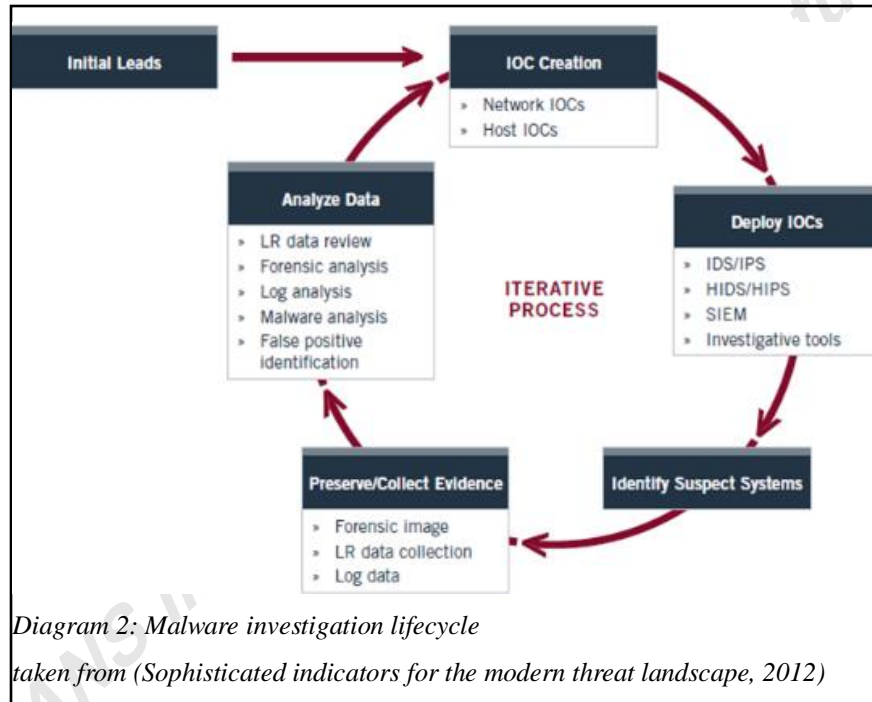 Initial Leads
IOC Creation
» Network IOCs
» Host IOCs
Deploy IOCs
» IDS/IPS
» HIDS/HIPS
» SIEM
» Investigative tools
Identify Suspect Systems
Preserve/Collect Evidence
» Forensic image
» LR data collection
» Log data
Analyze Data
» LR data review
» Forensic analysis
» Log analysis
» Malware analysis
» False positive
identification
ITERATIVE
PROCESS
Diagram 2: Malware investigation lifecycle
taken from (Sophisticated indicators for the modern threat landscape, 2012)